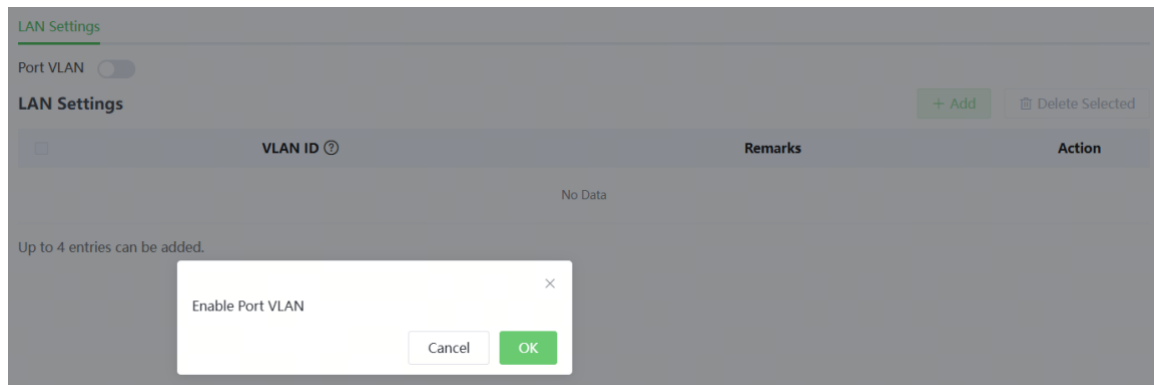 LAN Settings
Port VLAN
LAN Settings
+ Add
Delete Selected
VLAN ID
Remarks
Action
No Data
Up to 4 entries can be added.
Enable Port VLAN
Cancel
OK